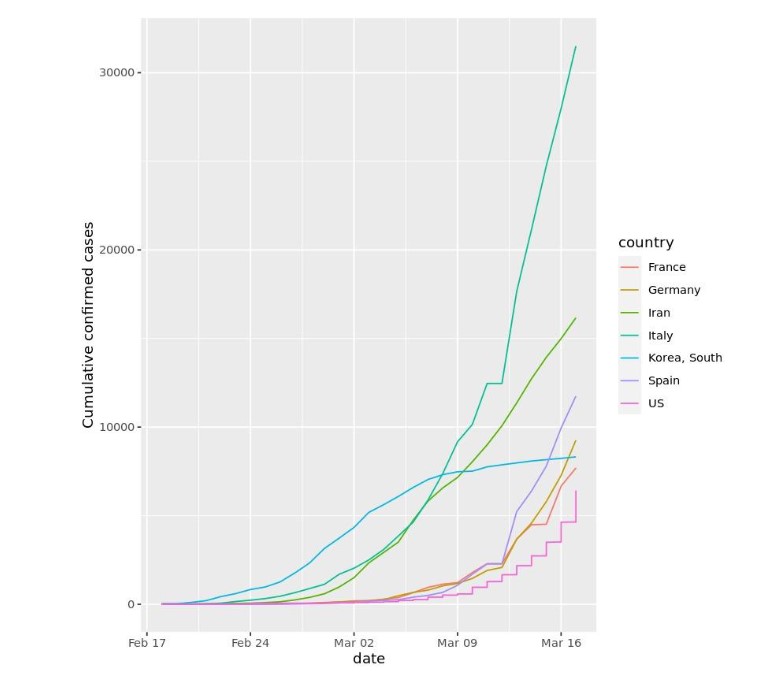 30000
20000
10000
0
Cumulative confirmed cases
Feb 17
Feb 24
Mar 02
Mar 09
Mar 16
date
country
France
Germany
Iran
Italy
Korea, South
Spain
US